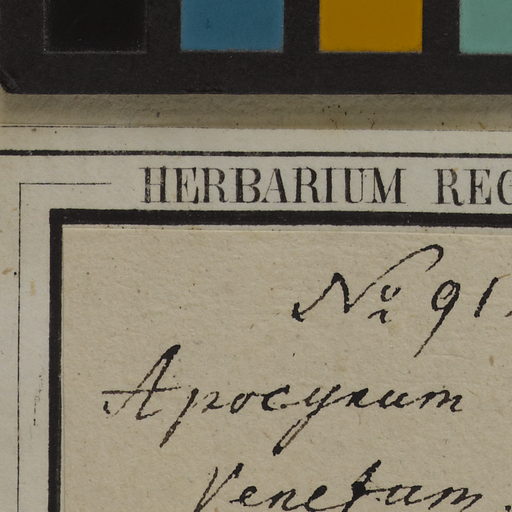 HERBARIUM REG
No 91.
Apocynum
Venetum.